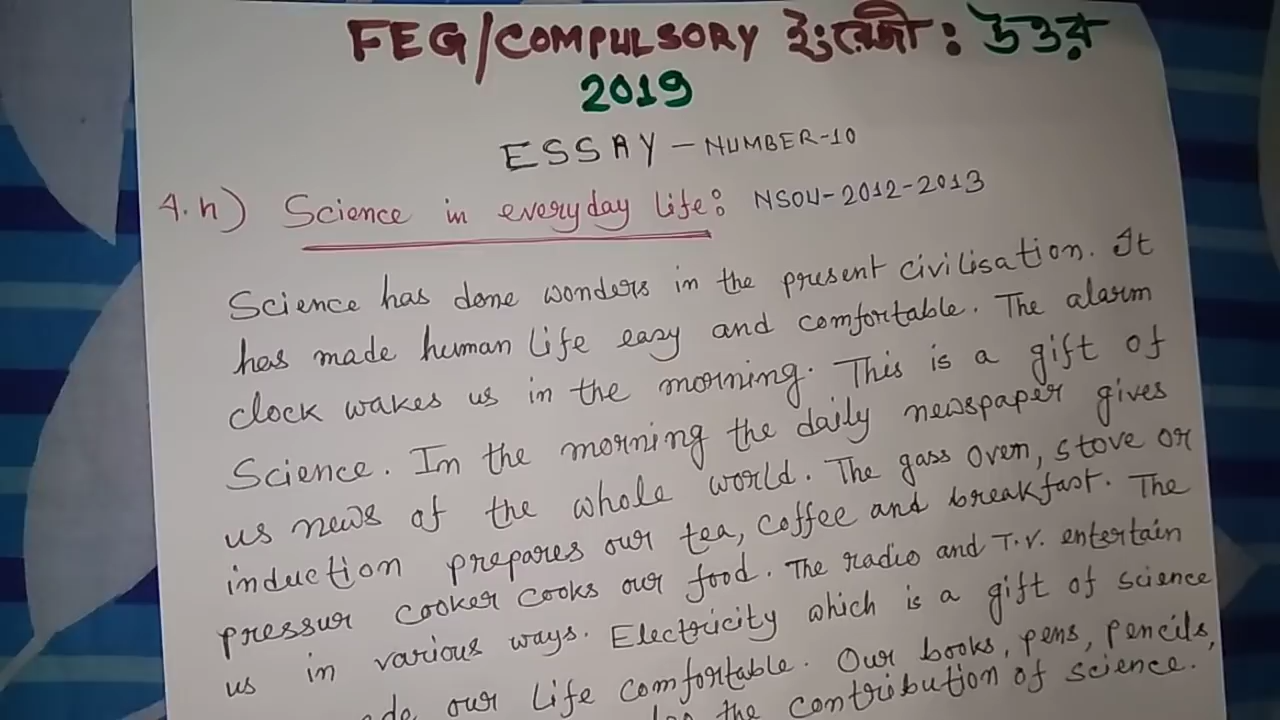 FEG/COMPULSORY ইংরেজী : উত্তর
2019
ESSAY - NUMBER-10
4.h) Science in everyday life: NSOU-2012-2013
Science has done wonders in the present civilisation. It
has made human life easy and comfortable. The alarm
clock wakes us in the morning. This is a gift of
Science. In the morning the daily newspaper gives
us news of the whole world. The gass oven, stove or
induction prepares our tea, coffee and breakfast. The
pressur cooker cooks our food. The radio and T.V. entertain
us in various ways. Electricity which is a gift of science
our life comfortable. Our books, pens, pencils,
the contribution of science.